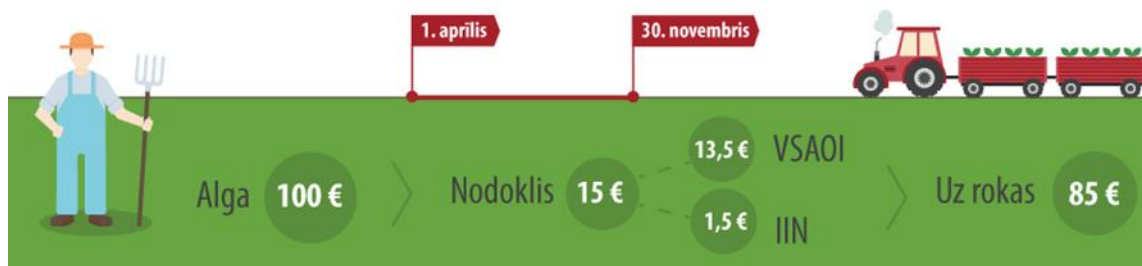 1. aprīlis
30. novembris
Alga 100 €
Nodoklis 15 €
13,5 € VSAOI
1,5 € IIN
Uz rokas 85 €